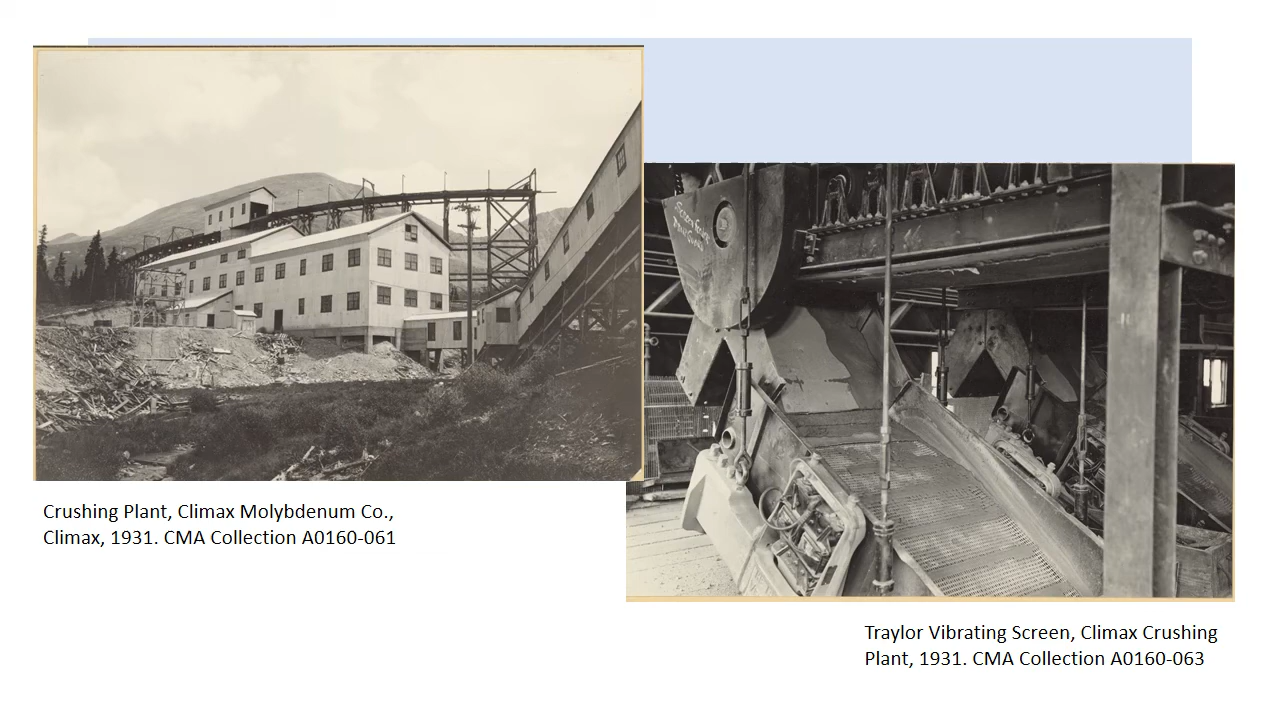 Crushing Plant, Climax Molybdenum Co.,
Climax, 1931. CMA Collection A0160-061
Traylor Vibrating Screen, Climax Crushing
Plant, 1931. CMA Collection A0160-063